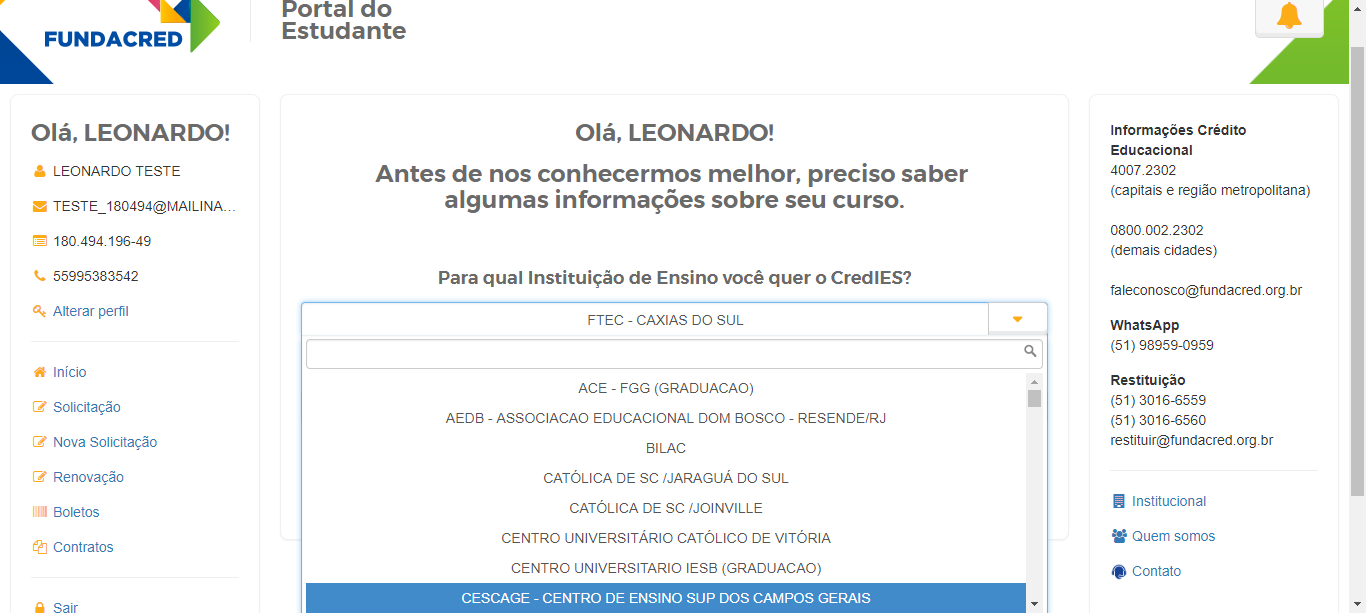 FUNDACRED
Portal do
Estudante
Olá, LEONARDO!
LEONARDO TESTE
TESTE_180494@MAILINA...
180.494.196-49
55995383542
Alterar perfil
Início
Solicitação
Nova Solicitação
Renovação
Boletos
Contratos
Sair
Olá, LEONARDO!
Antes de nos conhecermos melhor, preciso saber
algumas informações sobre seu curso.
Para qual Instituição de Ensino você quer o CredIES?
FTEC - CAXIAS DO SUL
ACE - FGG (GRADUACAO)
AEDB - ASSOCIACAO EDUCACIONAL DOM BOSCO - RESENDE/RJ
BILAC
CATÓLICA DE SC /JARAGUÁ DO SUL
CATÓLICA DE SC /JOINVILLE
CENTRO UNIVERSITÁRIO CATÓLICO DE VITÓRIA
CENTRO UNIVERSITARIO IESB (GRADUACAO)
CESCAGE - CENTRO DE ENSINO SUP DOS CAMPOS GERAIS
Informações Crédito
Educacional
4007.2302
(capitais e região metropolitana)
0800.002.2302
(demais cidades)
faleconosco@fundacred.org.br
WhatsApp
(51) 98959-0959
Restituição
(51) 3016-6559
(51) 3016-6560
restituir@fundacred.org.br
Institucional
Quem somos
Contato